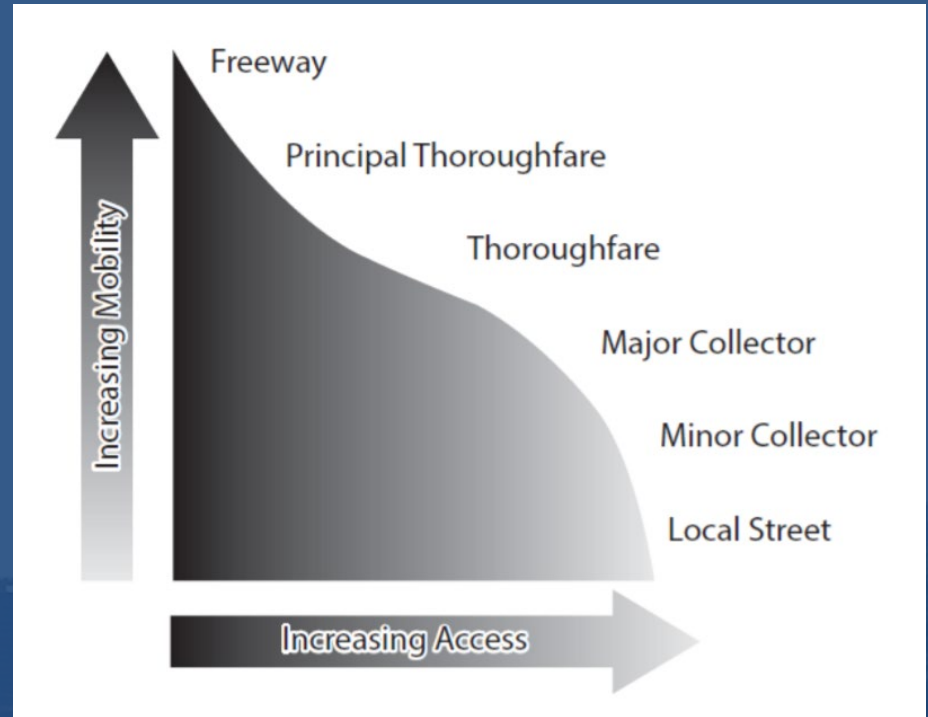 Freeway
Principal Thoroughfare
Thoroughfare
Major Collector
Minor Collector
Local Street
Increasing Mobility
Increasing Access